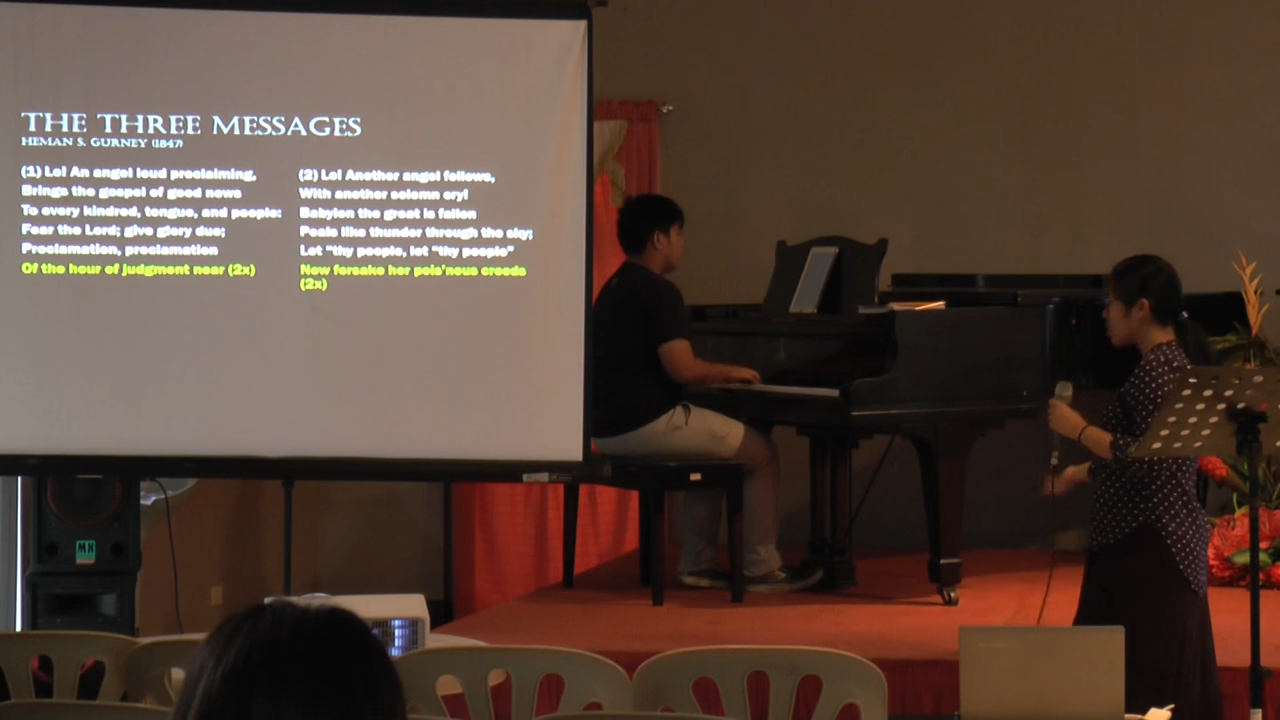 THE THREE MESSAGES
HEMAN S. GURNEY (1847)
(1) Lo! An angel loud proclaiming,
Brings the gospel of good news
To every kindred, tongue, and people:
Fear the Lord; give glory due;
Proclamation, proclamation
Of the hour of judgment near (2x)
(2) Lo! Another angel follows,
With another solemn cry!
Babylon the great is fallen
Peals like thunder through the sky;
Let "thy people, let "thy people"
Now forsake her pois'nous creeds
(2x)
MX